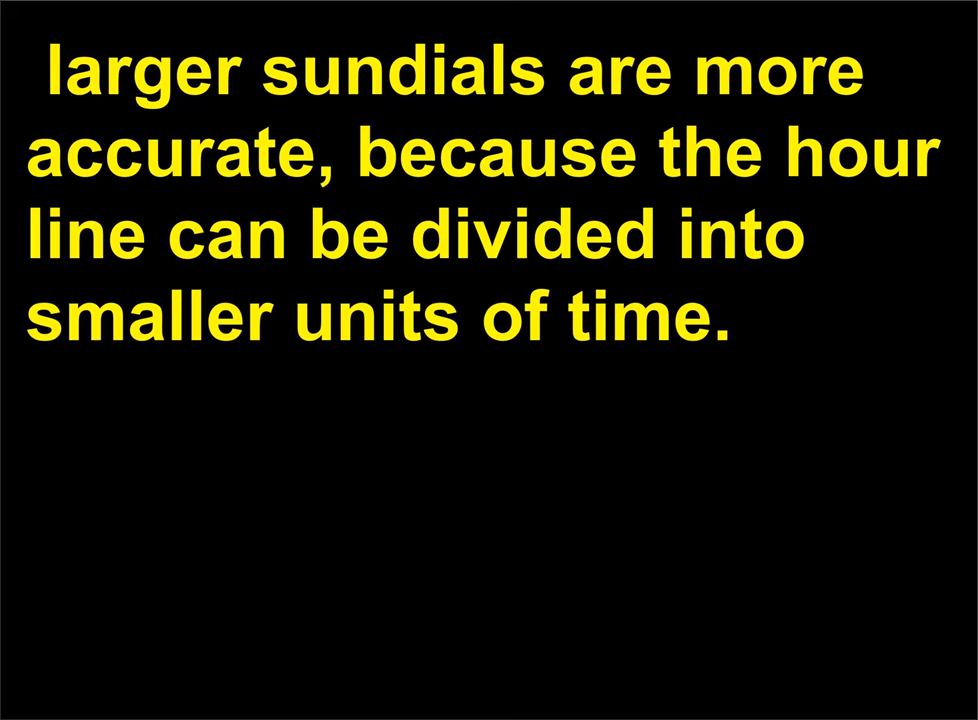 larger sundials are more
accurate, because the hour
line can be divided into
smaller units of time.